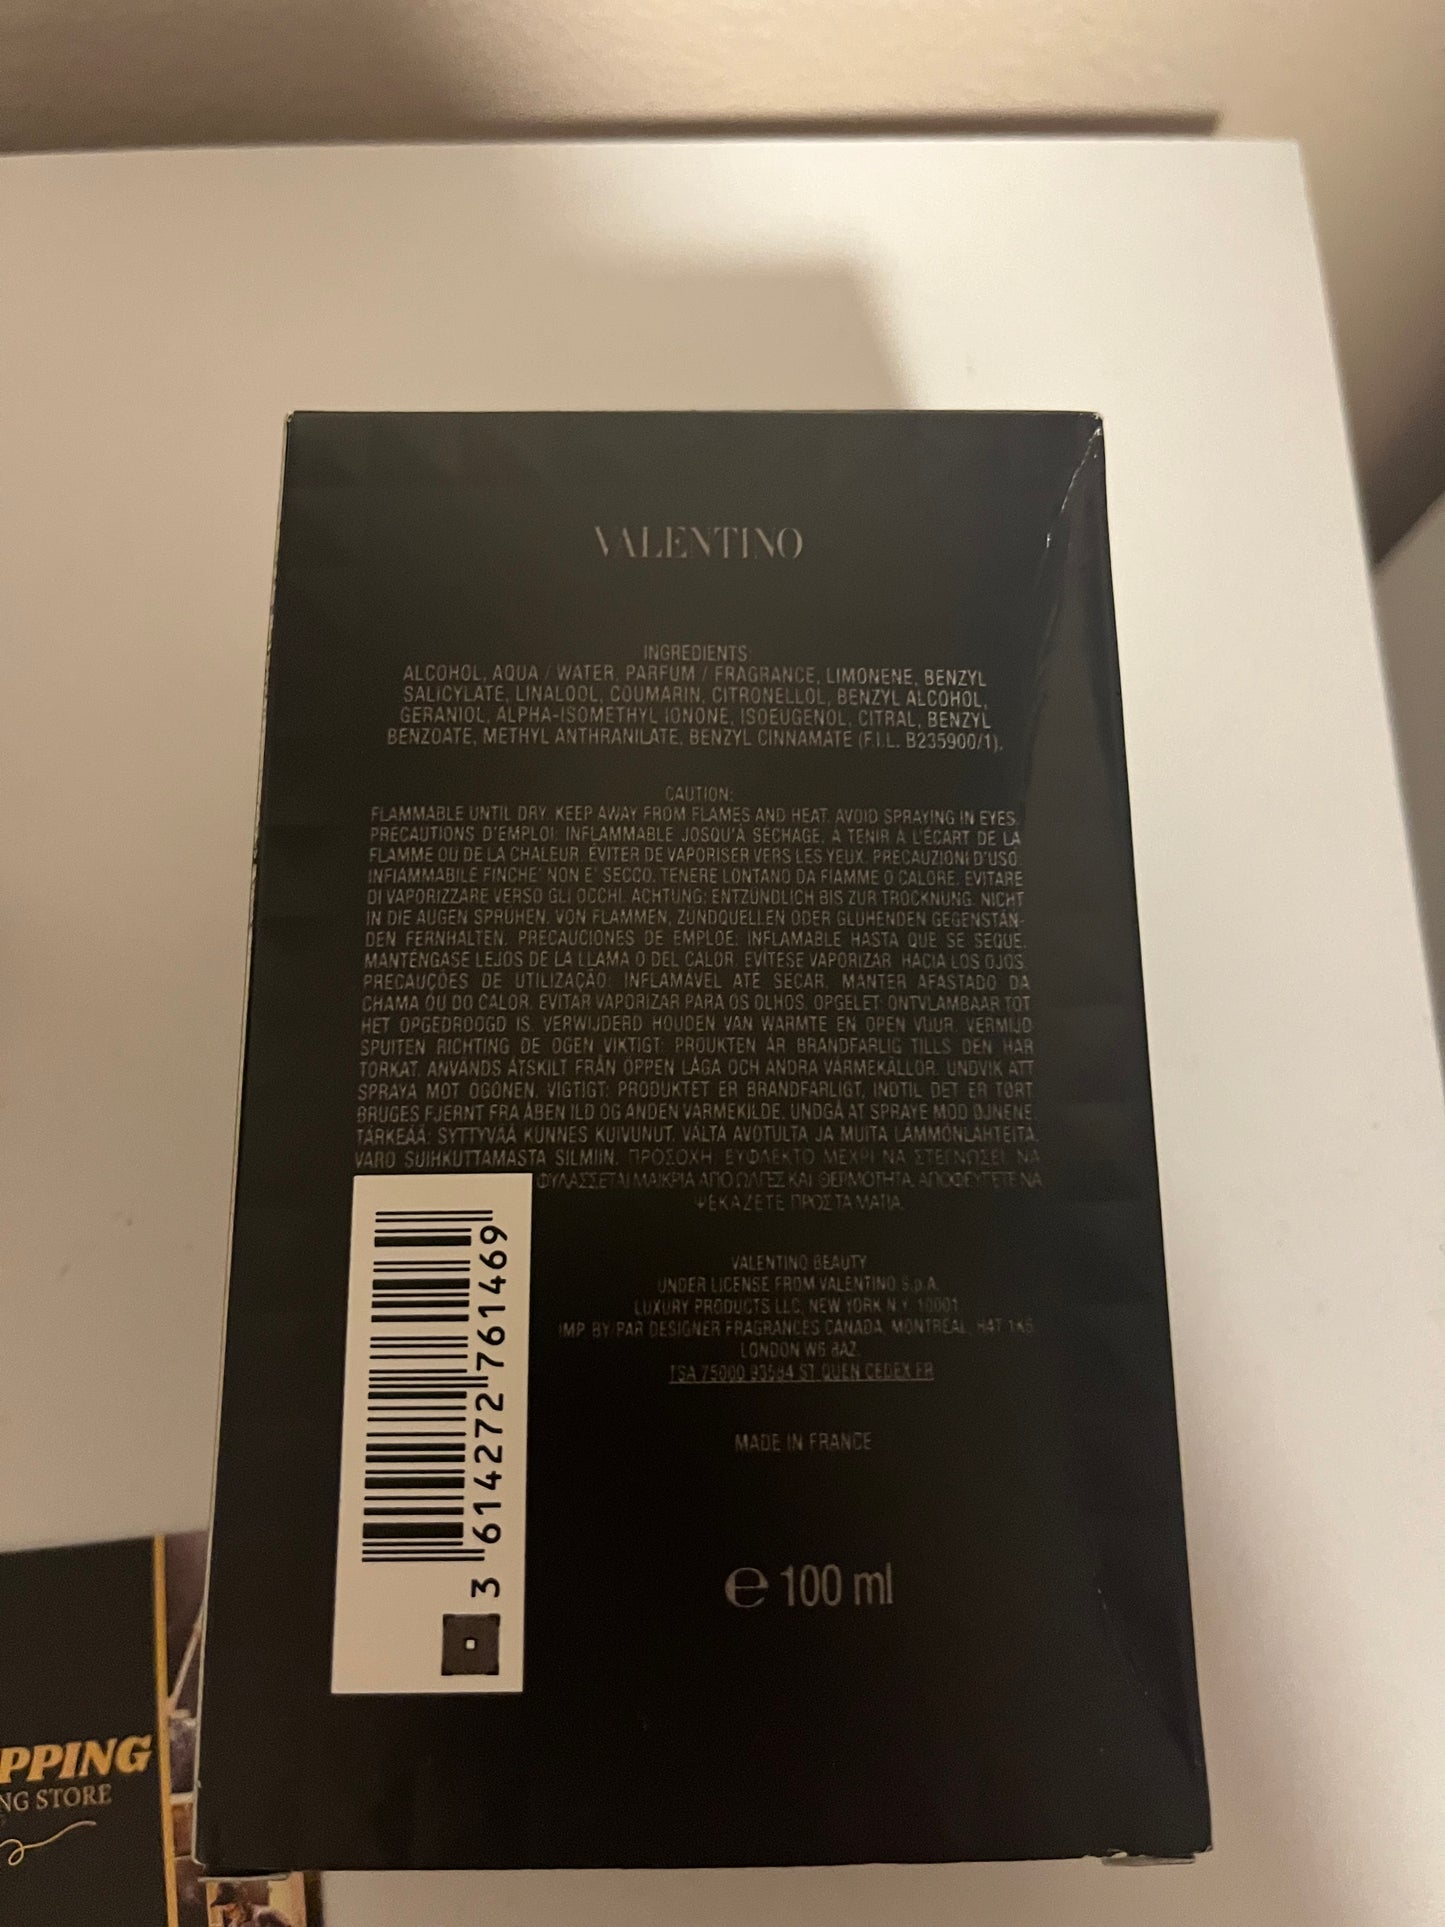 VALENTINO
INGREDIENTS:
ALCOHOL, AQUA / WATER, PARFUM / FRAGRANCE, LIMONENE, BENZYL
SALICYLATE, LINALOOL, COUMARIN, CITRONELLOL, BENZYL ALCOHOL,
GERANIOL, ALPHA-ISOMETHYL IONONE, ISOEUGENOL, CITRAL, BENZYL
BENZOATE, METHYL ANTHRANILATE, BENZYL CINNAMATE (F.I.L. B235900/1).
CAUTION:
FLAMMABLE UNTIL DRY. KEEP AWAY FROM FLAMES AND HEAT. AVOID SPRAYING IN EYES.
PRECAUTIONS D'EMPLOI: INFLAMMABLE JUSQU'À SÉCHAGE. À TENIR À L'ÉCART DE LA
FLAMME OU DE LA CHALEUR. ÉVITER DE VAPORISER VERS LES YEUX. PRECAUZIONI D'USO:
INFIAMMABILE FINCHE' NON E' SECCO. TENERE LONTANO DA FIAMME O CALORE. EVITARE
DI VAPORIZZARE VERSO GLI OCCHI. ACHTUNG: ENTZÜNDLICH BIS ZUR TROCKNUNG. NICHT
IN DIE AUGEN SPRÜHEN. VON FLAMMEN, ZÜNDQUELLEN ODER GLÜHENDEN GEGENSTÄN-
DEN FERNHALTEN. PRECAUCIONES DE EMPLOE: INFLAMABLE HASTA QUE SE SEQUE.
MANTÉNGASE LEJOS DE LA LLAMA O DEL CALOR. EVÍTESE VAPORIZAR HACIA LOS OJOS.
PRECAUÇÕES DE UTILIZAÇÃO: INFLAMÁVEL ATÉ SECAR. MANTER AFASTADO DA
CHAMA OU DO CALOR. EVITAR VAPORIZAR PARA OS OLHOS. OPGELET: ONTVLAMBAAR TOT
HET OPGEDROOGD IS. VERWIJDERD HOUDEN VAN WARMTE EN OPEN VUUR. VERMIJD
SPUITEN RICHTING DE OGEN VIKTIGT: PROUKTEN ÄR BRANDFARLIG TILLS DEN HAR
TORKAT. ANVÄNDS ÅTSKILT FRÅN ÖPPEN LÅGA OCH ANDRA VÄRMEKÄLLOR. UNDVIK ATT
SPRAYA MOT ÖGONEN. VIGTIGT: PRODUKTET ER BRANDFARLIGT, INDTIL DET ER TØRT.
BRUGES FJERNT FRA ÅBEN ILD OG ANDEN VARMEKILDE. UNDGÅ AT SPRAYE MOD ØJNENE.
TÄRKEÄÄ: SYTTYVÄÄ KUNNES KUIVUNUT. VÄLTÄ AVOTULTA JA MUITA LÄMMÖNLÄHTEITÄ.
VARO SUIHKUTTAMASTA SILMIIN. ΠΡΟΣΟΧΗ: ΕΥΦΛΕΚΤΟ ΜΕΧΡΙ ΝΑ ΣΤΕΓΝΩΣΕΙ. ΝΑ
ΦΥΛΑΣΣΕΤΑΙ ΜΑΚΡΙΑ ΑΠΟ ΦΛΟΓΕΣ ΚΑΙ ΘΕΡΜΟΤΗΤΑ. ΑΠΟΦΕΥΓΕΤΕ ΝΑ
ΨΕΚΑΖΕΤΕ ΠΡΟΣ ΤΑ ΜΑΤΙΑ.
VALENTINO BEAUTY
UNDER LICENSE FROM VALENTINO S.p.A.
LUXURY PRODUCTS LLC, NEW YORK N.Y. 10001
IMP. BY/PAR DESIGNER FRAGRANCES CANADA, MONTREAL, H4T 1K5
LONDON W6 8AZ.
TSA 75000 93584 ST OUEN CEDEX FR
MADE IN FRANCE
3 614272 761469
℮ 100 ml
PPING
NG STORE